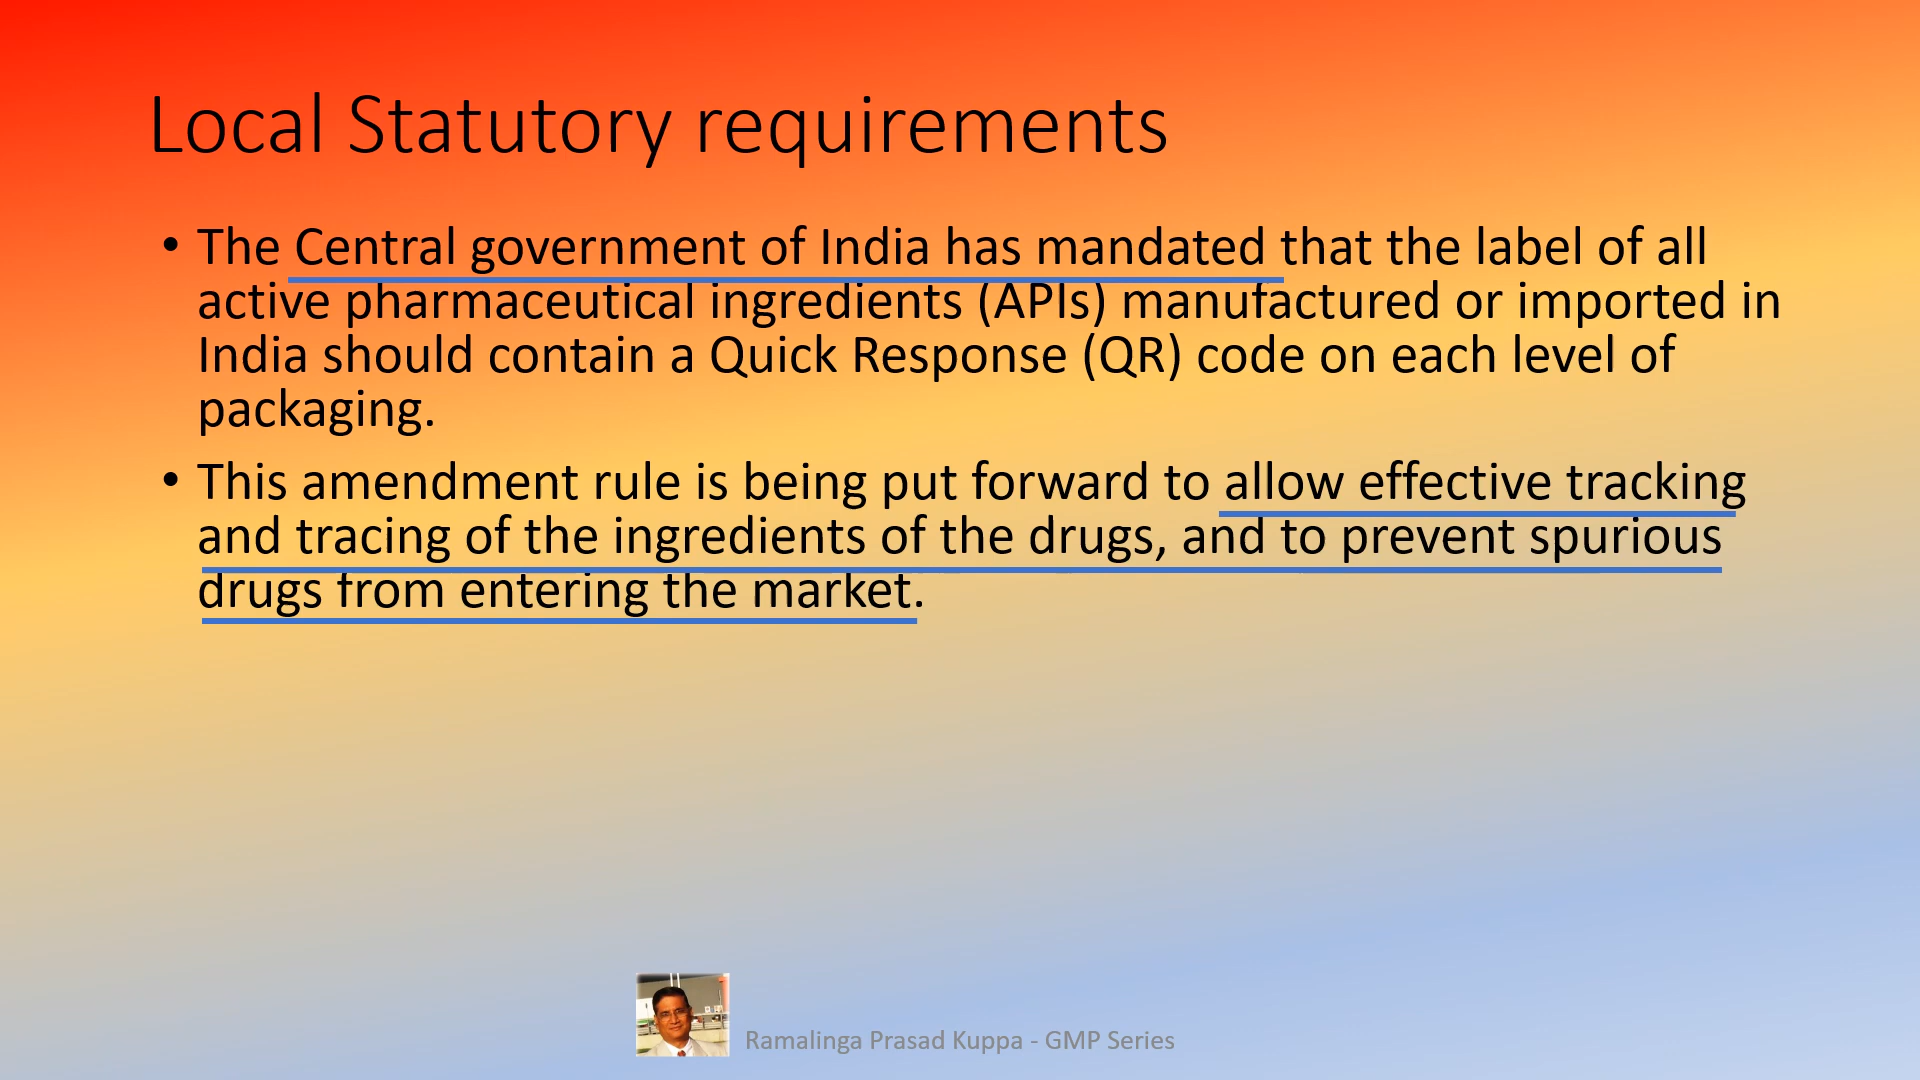 Local Statutory requirements
• The Central government of India has mandated that the label of all
active pharmaceutical ingredients (APIs) manufactured or imported in
India should contain a Quick Response (QR) code on each level of
packaging.
• This amendment rule is being put forward to allow effective tracking
and tracing of the ingredients of the drugs, and to prevent spurious
drugs from entering the market.
Ramalinga Prasad Kuppa - GMP Series